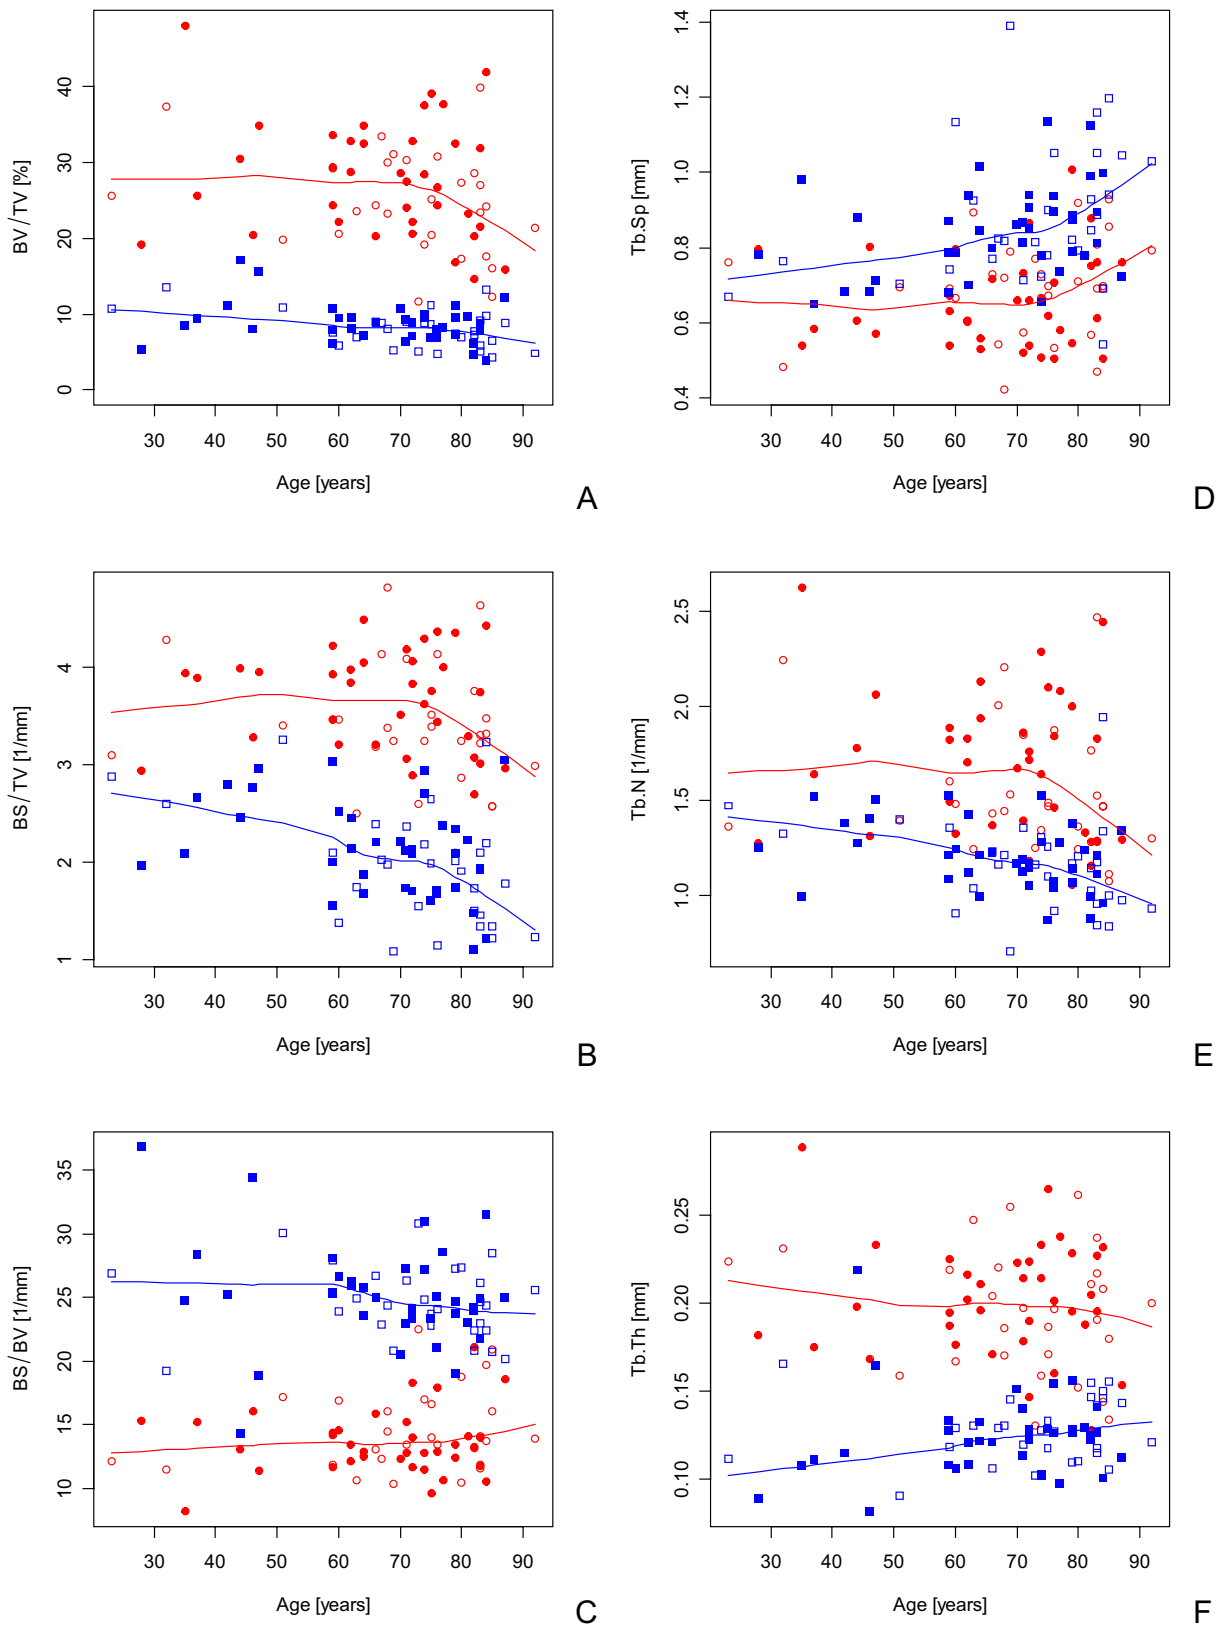 BV/TV [%]
40
30
20
10
0
30 40 50 60 70 80 90
Age [years]
A
Tb.Sp [mm]
1.4
1.2
1.0
0.8
0.6
0.4
30 40 50 60 70 80 90
Age [years]
D
BS/TV [1/mm]
4
3
2
1
30 40 50 60 70 80 90
Age [years]
B
Tb.N [1/mm]
2.5
2.0
1.5
1.0
30 40 50 60 70 80 90
Age [years]
E
BS/BV [1/mm]
35
30
25
20
15
10
30 40 50 60 70 80 90
Age [years]
C
Tb.Th [mm]
0.25
0.20
0.15
0.10
30 40 50 60 70 80 90
Age [years]
F